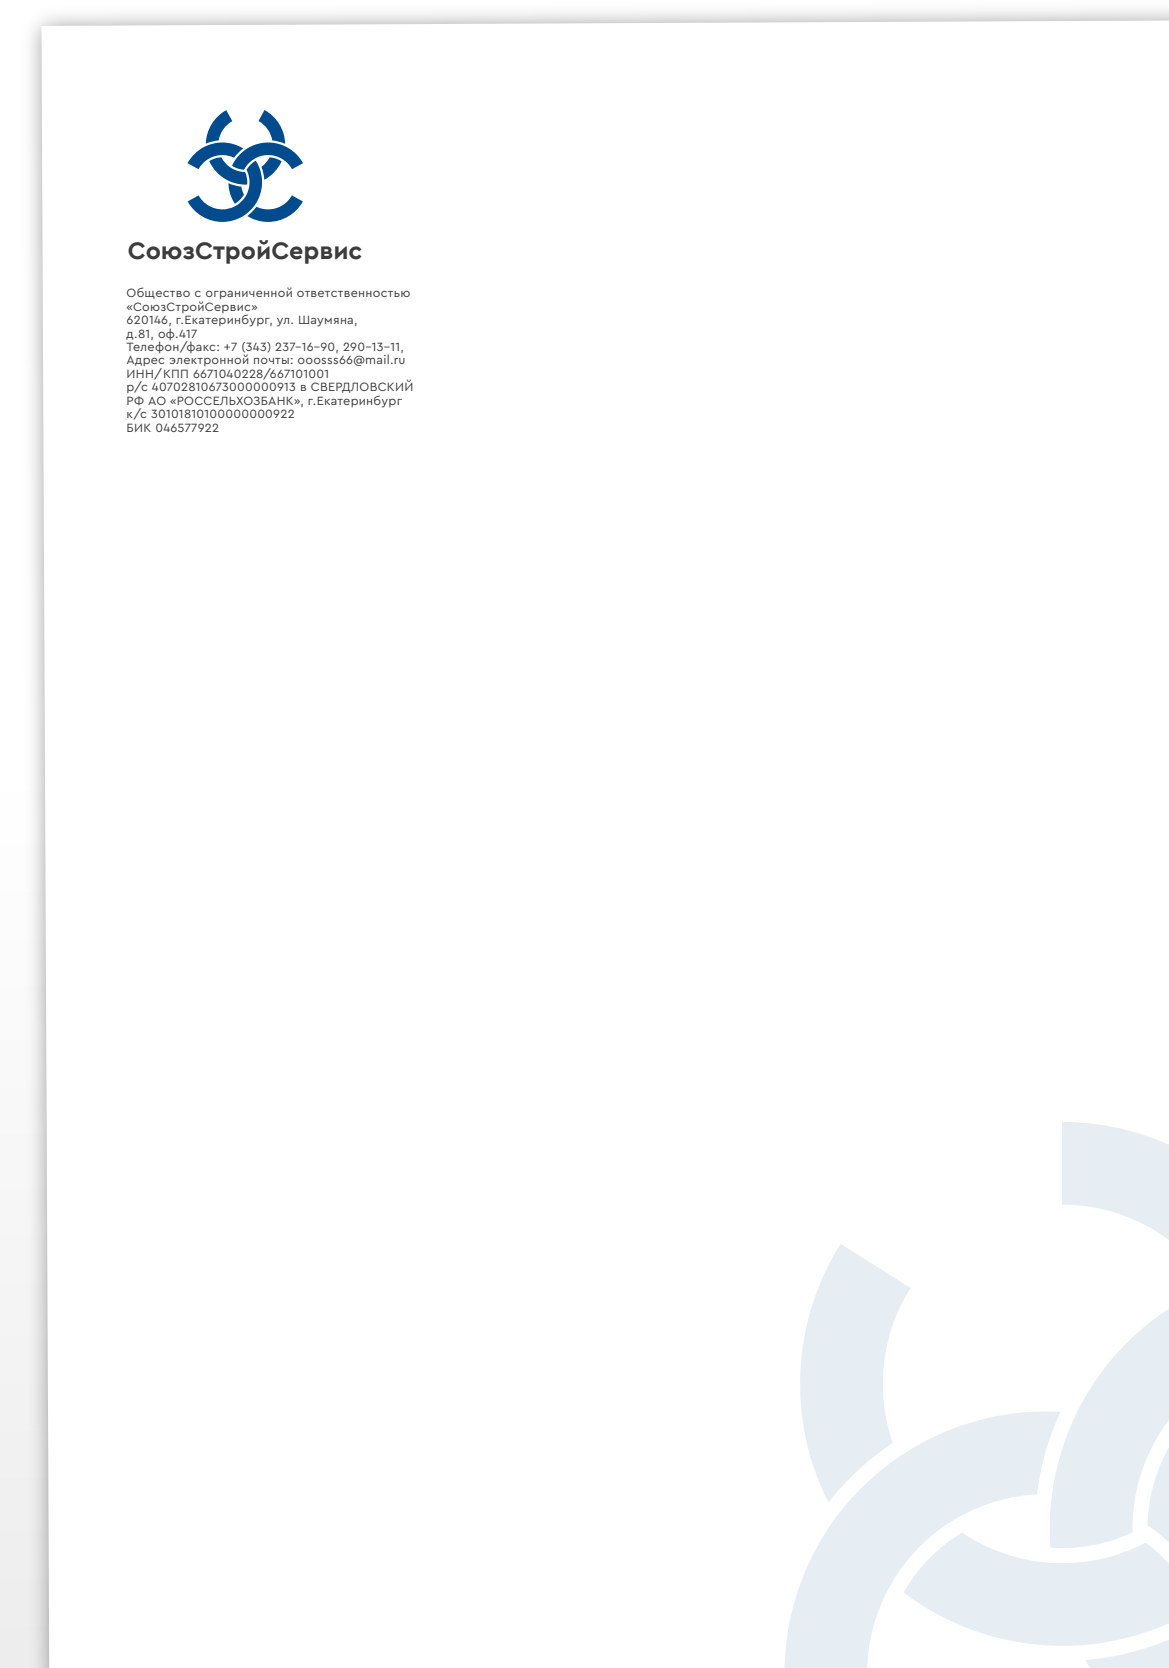 СоюзСтройСервис
Общество с ограниченной ответственностью
«СоюзСтройСервис»
620146, г.Екатеринбург, ул. Шаумяна,
д.81, оф.417
Телефон/факс: +7 (343) 237-16-90, 290-13-11,
Адрес электронной почты: ooosss66@mail.ru
ИНН/КПП 6671040228/667101001
р/с 40702810673000000913 в СВЕРДЛОВСКИЙ
РФ АО «РОССЕЛЬХОЗБАНК», г.Екатеринбург
к/с 30101810100000000922
БИК 046577922